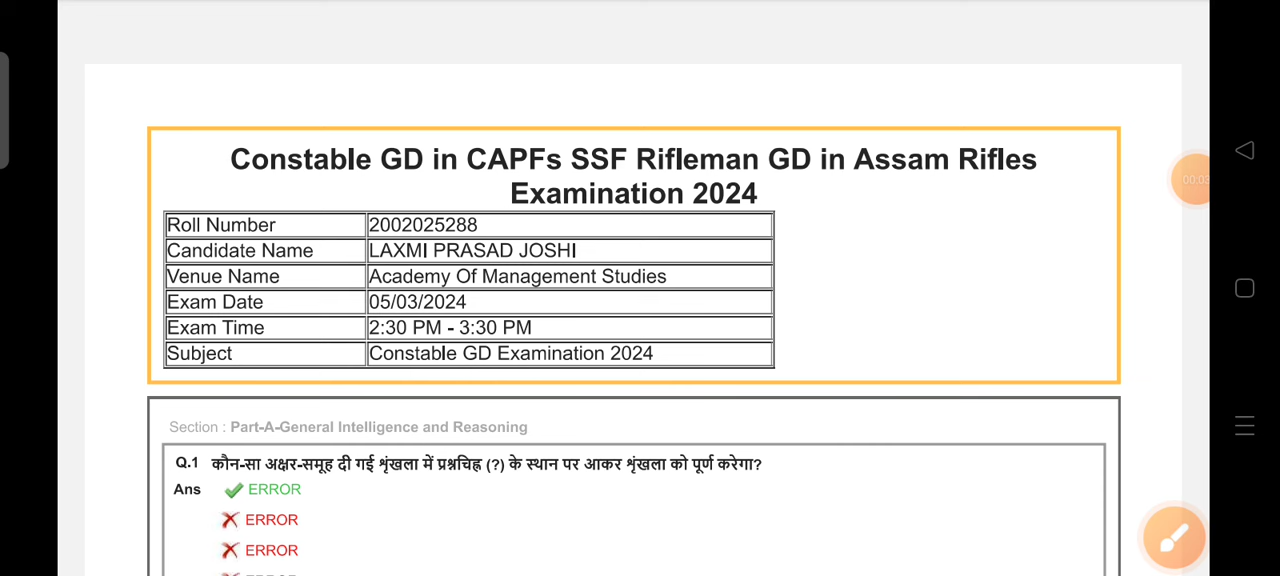 Constable GD in CAPFs SSF Rifleman GD in Assam Rifles
Examination 2024
Roll Number 2002025288
Candidate Name LAXMI PRASAD JOSHI
Venue Name Academy Of Management Studies
Exam Date 05/03/2024
Exam Time 2:30 PM - 3:30 PM
Subject Constable GD Examination 2024
Section : Part-A-General Intelligence and Reasoning
Q.1 कौन-सा अक्षर-समूह दी गई शृंखला में प्रश्नचिह्न (?) के स्थान पर आकर शृंखला को पूर्ण करेगा?
Ans ERROR
ERROR
ERROR